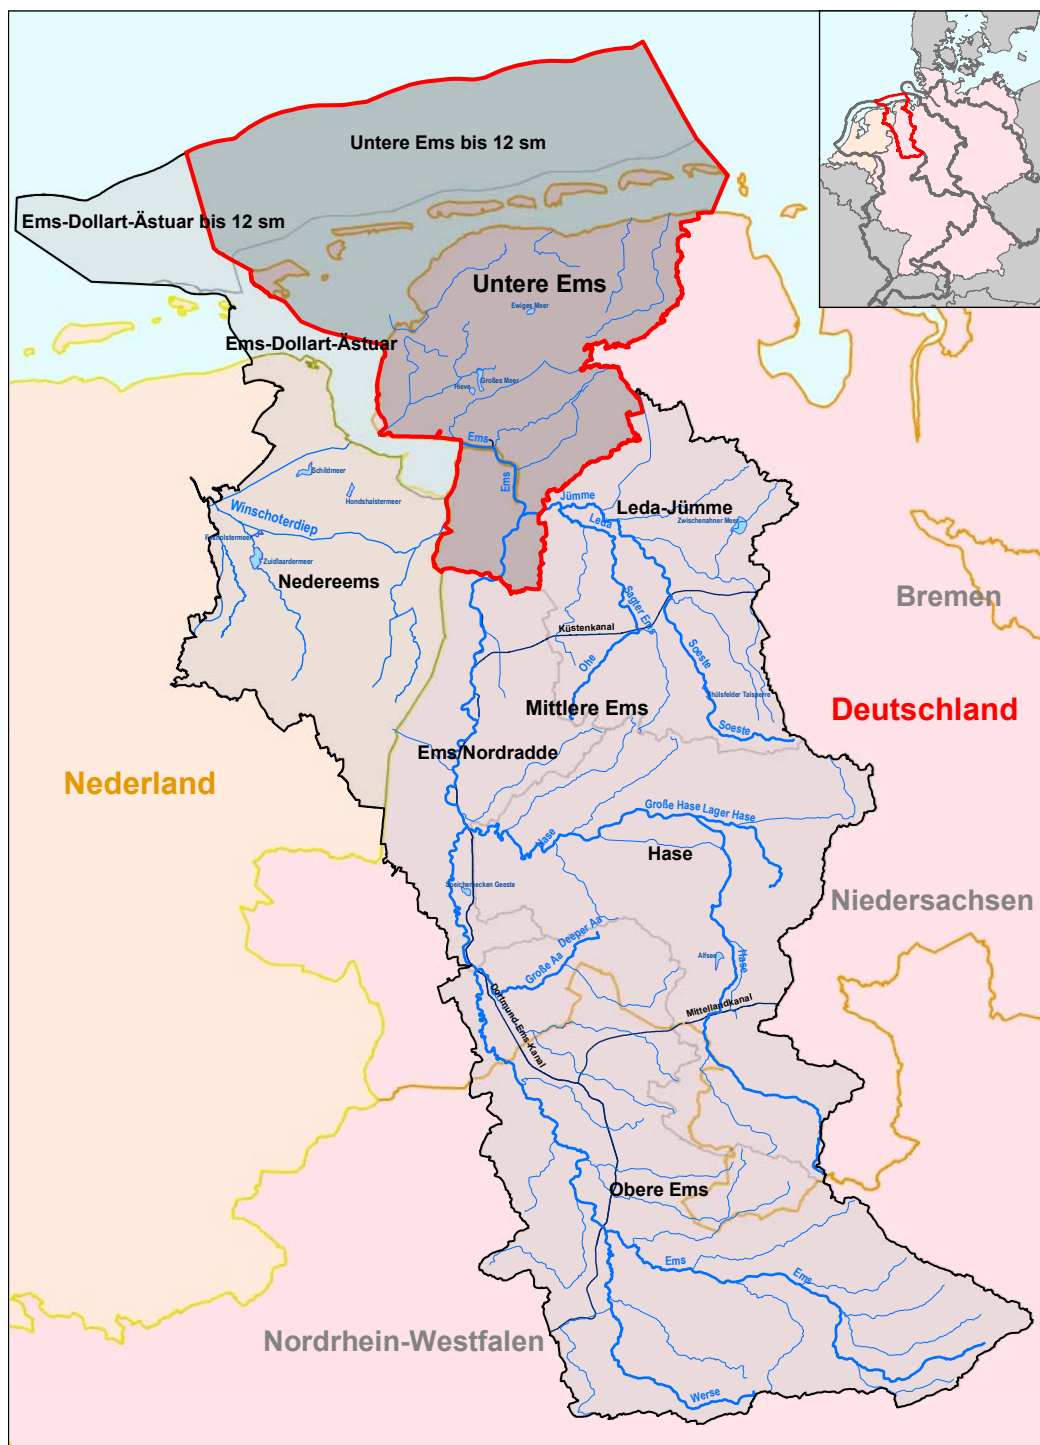 Untere Ems bis 12 sm
Ems-Dollart-Ästuar bis 12 sm
Untere Ems
Ewiges Meer
Ems-Dollart-Ästuar
Großes Meer
Hieve
Ems
Ems
Schildmeer
Hondshalstermeer
Jümme
Leda-Jümme
Leda
Zwischenahner Meer
Winschoterdiep
Foxholstermeer
Zuidlaardermeer
Nedereems
Sagter Ems
Bremen
Küstenkanal
Soeste
Ohe
Thülsfelder Talsperre
Mittlere Ems
Deutschland
Soeste
Ems/Nordradde
Nederland
Große Hase
Lager Hase
Hase
Hase
Speicherbecken Geeste
Niedersachsen
Deeper Aa
Große Aa
Alfsee
Hase
Dortmund-Ems-Kanal
Mittellandkanal
Obere Ems
Ems
Ems
Nordrhein-Westfalen
Werse